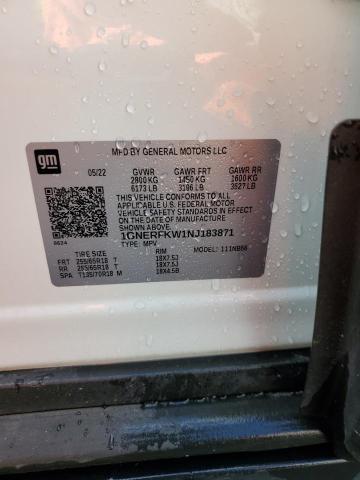 gm
MFD BY GENERAL MOTORS LLC
05/22 GVWR GAWR FRT GAWR RR
2800KG 1450 KG 1600 KG
6173 LB 3196 LB 3527 LB
THIS VEHICLE CONFORMS TO ALL APPLICABLE
U.S. FEDERAL MOTOR VEHICLE SAFETY
STANDARDS IN EFFECT ON THE DATE OF
MANUFACTURE SHOWN ABOVE.
1GNERFKW1NJ183871
TYPE: MPV MODEL: 111NB56
TIRE SIZE RIM
FRT 255/65R18 T 18X7.5J
RR 255/65R18 T 18X7.5J
SPA T135/70R18 M 18X4.5B